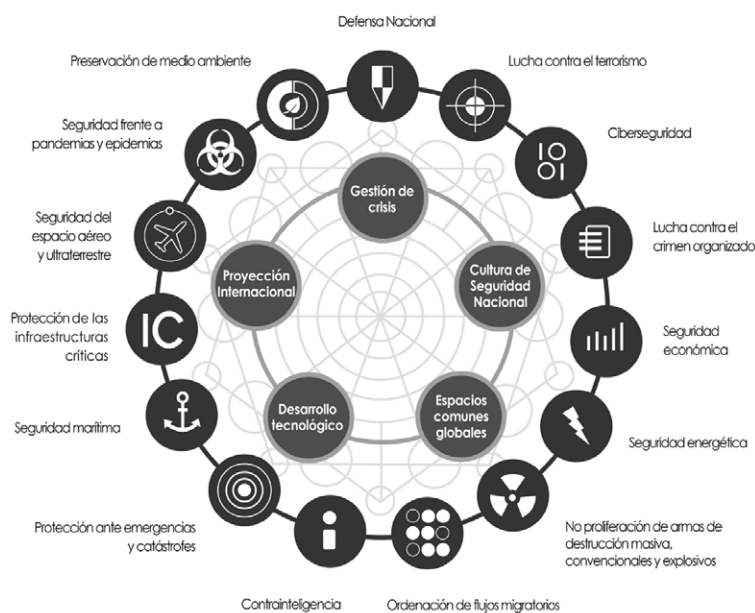 Defensa Nacional
Preservación de medio ambiente
Lucha contra el terrorismo
Seguridad frente a
pandemias y epidemias
Ciberseguridad
IO
OI
Gestión de
crisis
Seguridad del
espacio aéreo
y ultraterrestre
Lucha contra el
crimen organizado
Proyección
Internacional
Cultura de
Seguridad
Nacional
Protección de las
infraestructuras
críticas
IC
Seguridad
económica
Desarrollo
tecnológico
Espacios
comunes
globales
Seguridad marítima
Seguridad energética
Protección ante emergencias
y catástrofes
i
No proliferación de armas de
destrucción masiva,
convencionales y explosivos
Contrainteligencia
Ordenación de flujos migratorios